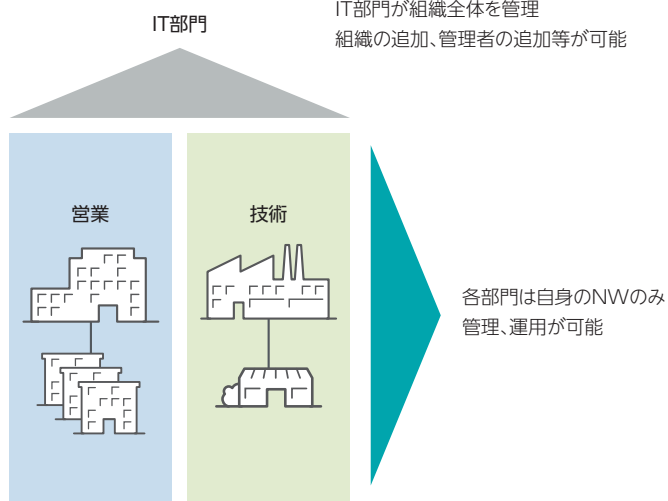 IT部門が組織全体を管理
組織の追加、管理者の追加等が可能
IT部門
営業
技術
各部門は自身のNWのみ
管理、運用が可能